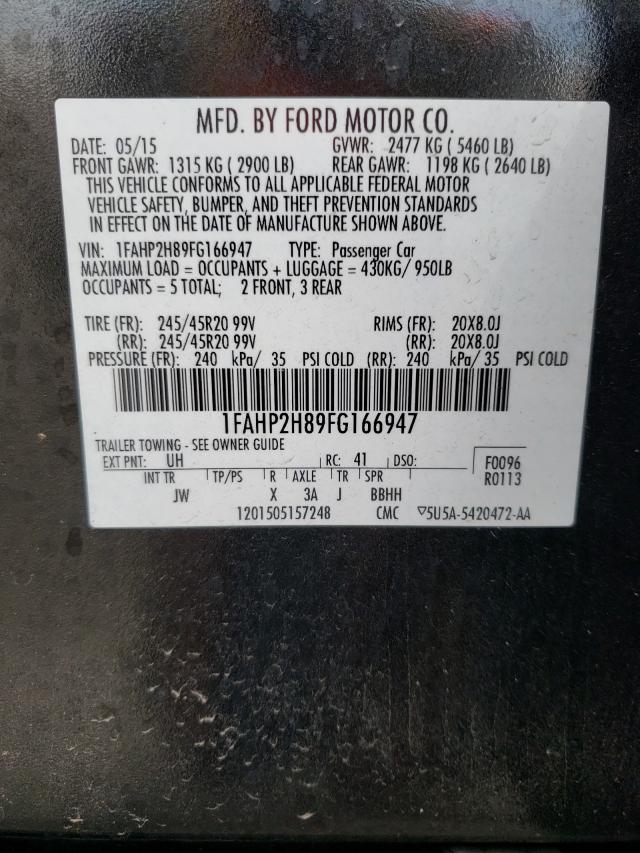 MFD. BY FORD MOTOR CO.
DATE: 05/15 GVWR: 2477 KG ( 5460 LB)
FRONT GAWR: 1315 KG ( 2900 LB) REAR GAWR: 1198 KG ( 2640 LB)
THIS VEHICLE CONFORMS TO ALL APPLICABLE FEDERAL MOTOR
VEHICLE SAFETY, BUMPER, AND THEFT PREVENTION STANDARDS
IN EFFECT ON THE DATE OF MANUFACTURE SHOWN ABOVE.
VIN: 1FAHP2H89FG166947 TYPE: Passenger Car
MAXIMUM LOAD = OCCUPANTS + LUGGAGE = 430KG/ 950LB
OCCUPANTS = 5 TOTAL; 2 FRONT, 3 REAR
TIRE (FR): 245/45R20 99V RIMS (FR): 20X8.0J
(RR): 245/45R20 99V (RR): 20X8.0J
PRESSURE (FR): 240 kPa/ 35 PSI COLD (RR): 240 kPa/ 35 PSI COLD
1FAHP2H89FG166947
TRAILER TOWING - SEE OWNER GUIDE
EXT PNT: UH RC: 41 DSO: F0096
INT TR TP/PS R AXLE TR SPR R0113
JW X 3A J BBHH
1201505157248 CMC ▽5U5A-5420472-AA